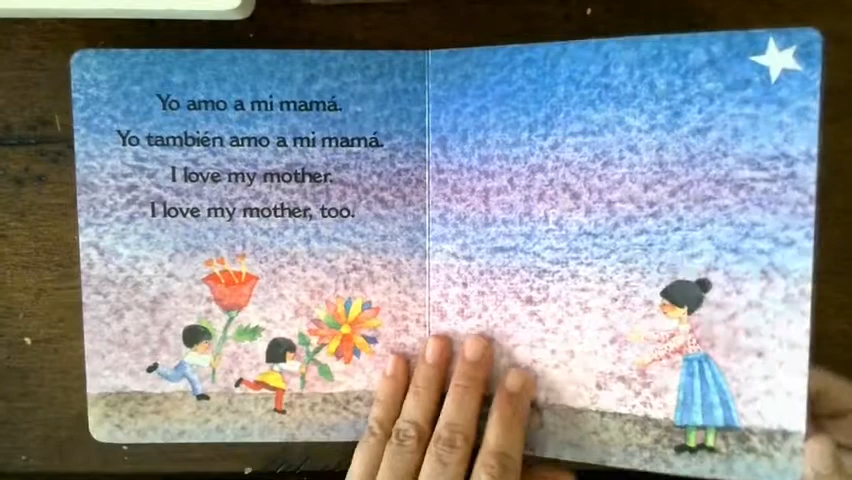 Yo amo a mi mamá.
Yo también amo a mi mamá.
I love my mother.
I love my mother, too.